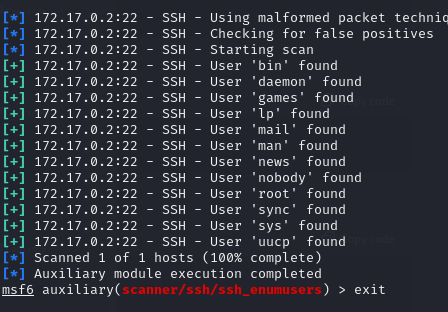 [*] 172.17.0.2:22 - SSH - Using malformed packet techniq
[*] 172.17.0.2:22 - SSH - Checking for false positives
[*] 172.17.0.2:22 - SSH - Starting scan
[+] 172.17.0.2:22 - SSH - User 'bin' found
[+] 172.17.0.2:22 - SSH - User 'daemon' found
[+] 172.17.0.2:22 - SSH - User 'games' found
[+] 172.17.0.2:22 - SSH - User 'lp' found
[+] 172.17.0.2:22 - SSH - User 'mail' found
[+] 172.17.0.2:22 - SSH - User 'man' found
[+] 172.17.0.2:22 - SSH - User 'news' found
[+] 172.17.0.2:22 - SSH - User 'nobody' found
[+] 172.17.0.2:22 - SSH - User 'root' found
[+] 172.17.0.2:22 - SSH - User 'sync' found
[+] 172.17.0.2:22 - SSH - User 'sys' found
[+] 172.17.0.2:22 - SSH - User 'uucp' found
[*] Scanned 1 of 1 hosts (100% complete)
[*] Auxiliary module execution completed
msf6 auxiliary(scanner/ssh/ssh_enumusers) > exit